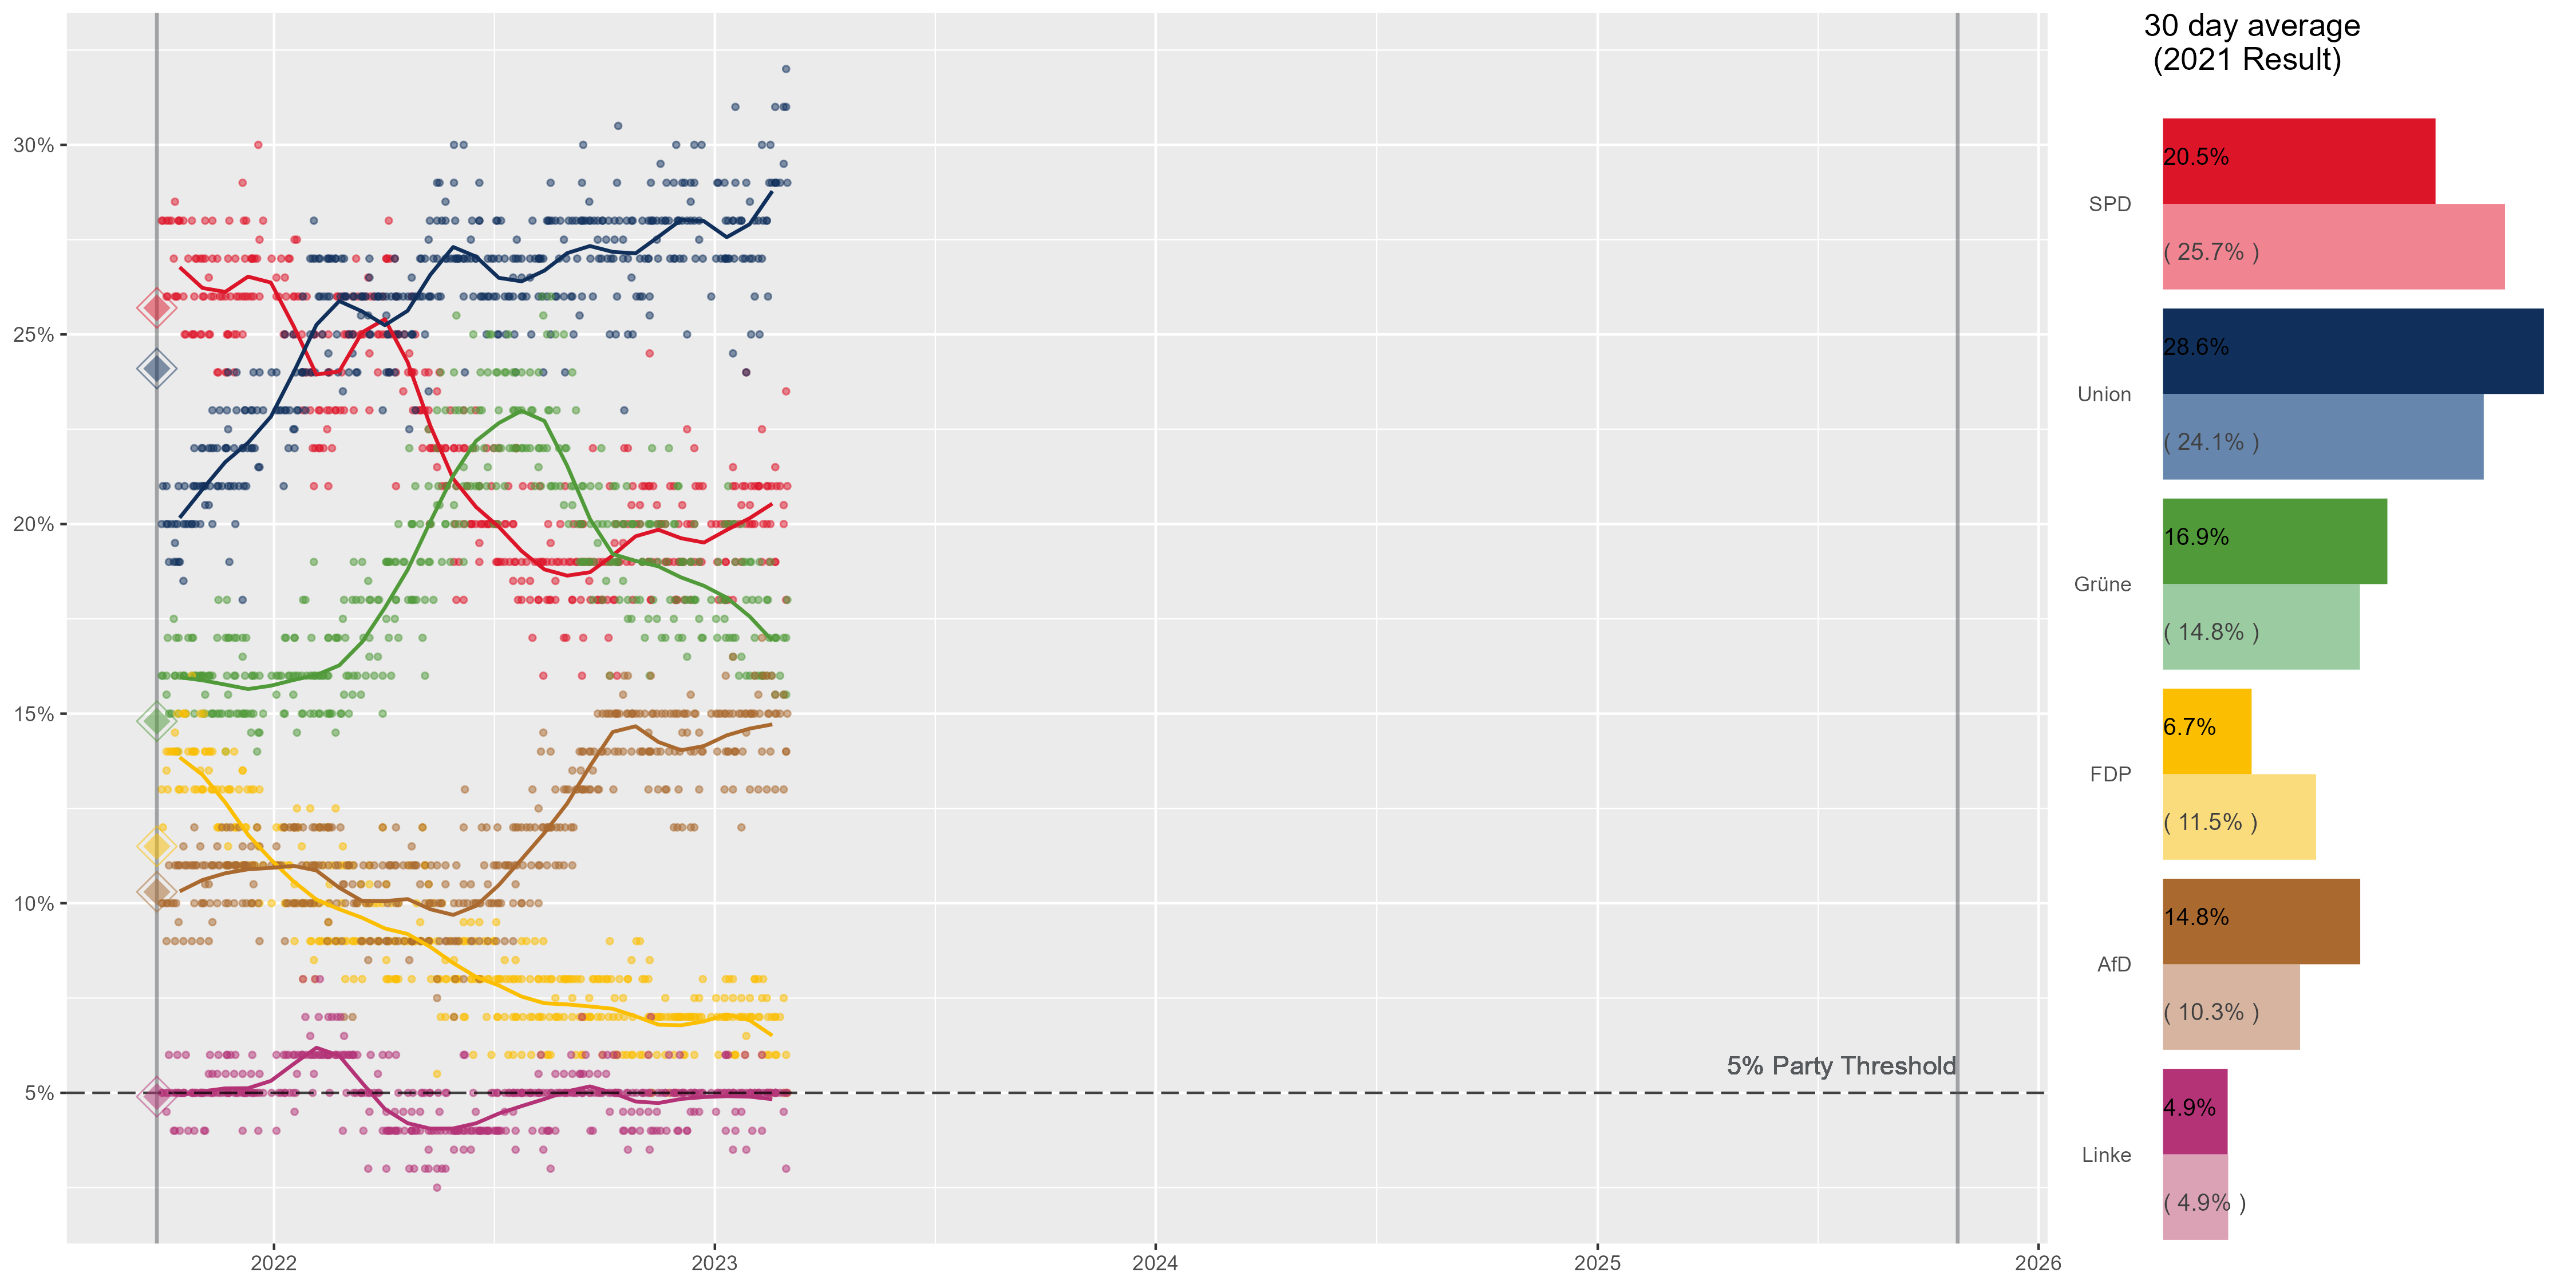 30%
25%
20%
15%
10%
5%
5% Party Threshold
2022
2023
2024
2025
2026
30 day average
(2021 Result)
SPD
20.5%
( 25.7% )
Union
28.6%
( 24.1% )
Grüne
16.9%
( 14.8% )
FDP
6.7%
( 11.5% )
AfD
14.8%
( 10.3% )
Linke
4.9%
( 4.9% )